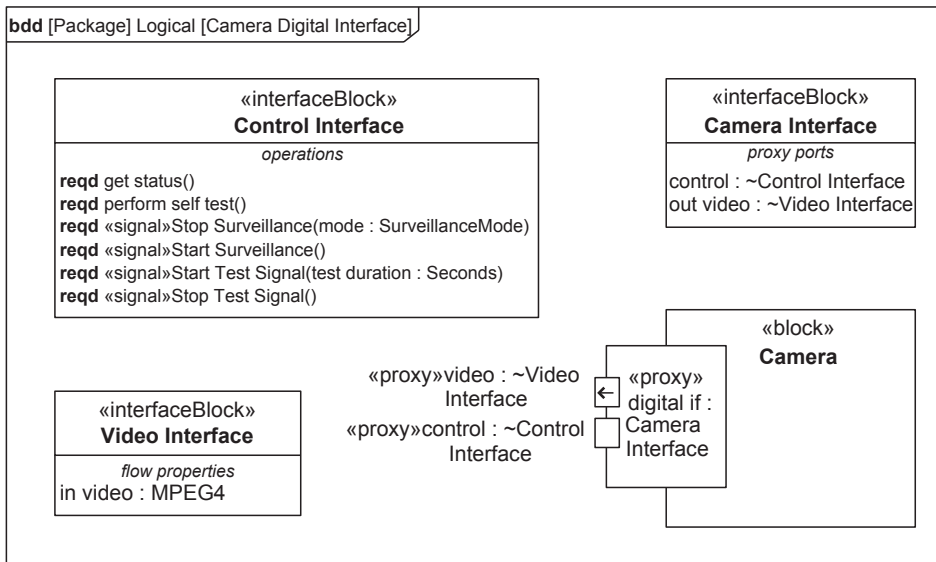 bdd [Package] Logical [Camera Digital Interface]
«interfaceBlock»
Control Interface
operations
reqd get status()
reqd perform self test()
reqd «signal»Stop Surveillance(mode : SurveillanceMode)
reqd «signal»Start Surveillance()
reqd «signal»Start Test Signal(test duration : Seconds)
reqd «signal»Stop Test Signal()
«interfaceBlock»
Camera Interface
proxy ports
control : ~Control Interface
out video : ~Video Interface
«interfaceBlock»
Video Interface
flow properties
in video : MPEG4
«block»
Camera
«proxy»video : ~Video
Interface
«proxy»control : ~Control
Interface
«proxy»
digital if :
Camera
Interface